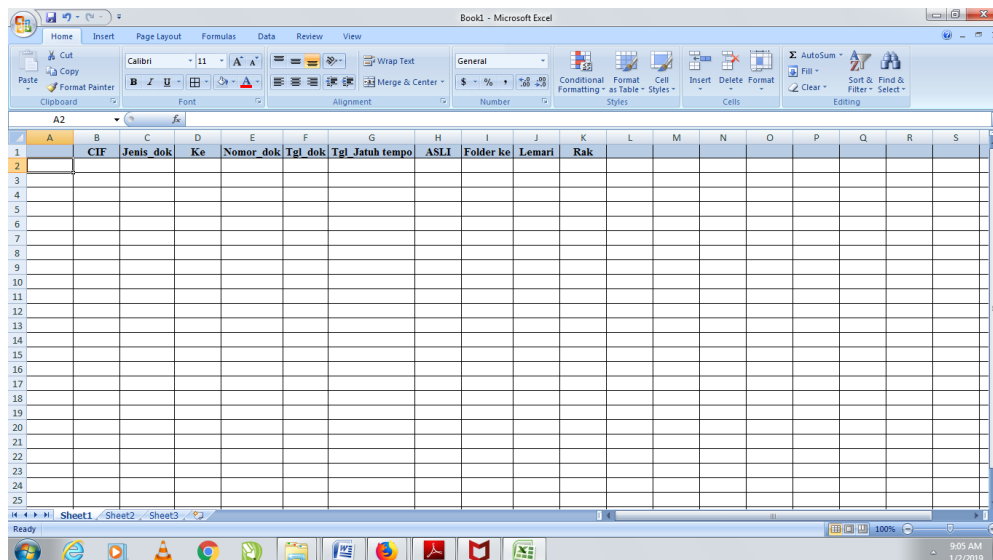 Book1 - Microsoft Excel
Home Insert Page Layout Formulas Data Review View
Paste
Cut
Copy
Format Painter
Clipboard
Calibri 11
B I U
Font
Wrap Text
Merge & Center
Alignment
General
$ % ,
Number
Conditional Formatting
Format as Table
Cell Styles
Styles
Insert Delete Format
Cells
Σ AutoSum
Fill
Clear
Sort & Filter
Find & Select
Editing
A2 fx
A B C D E F G H I J K L M N O P Q R S
1 CIF Jenis_dok Ke Nomor_dok Tgl_dok Tgl_Jatuh tempo ASLI Folder ke Lemari Rak
2
3
4
5
6
7
8
9
10
11
12
13
14
15
16
17
18
19
20
21
22
23
24
25
Sheet1 Sheet2 Sheet3
Ready 100%
9:05 AM
1/7/2019